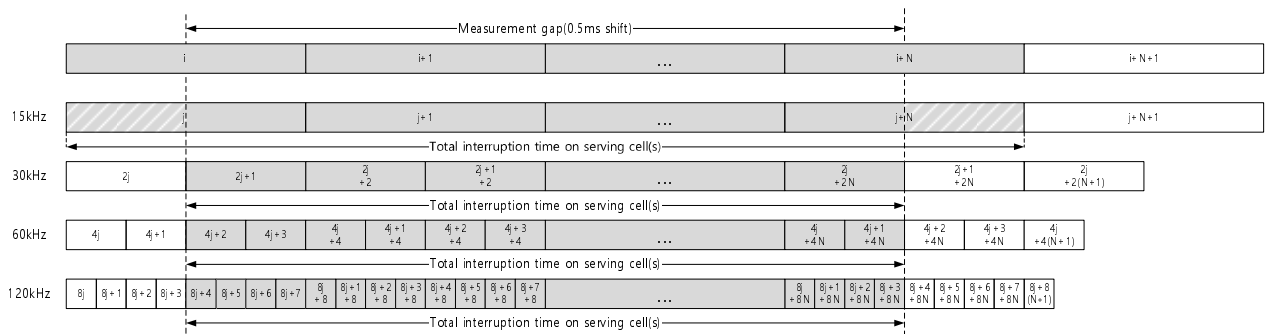 Measurement gap(0.5ms shift)
i i+1 ... i+N i+N+1
15kHz j j+1 ... j+N j+N+1
Total interruption time on serving cell(s)
30kHz 2j 2j+1 2j+2 2j+1+2 ... 2j+2N 2j+1+2N 2j+2(N+1)
Total interruption time on serving cell(s)
60kHz 4j 4j+1 4j+2 4j+3 4j+4 4j+1+4 4j+2+4 4j+3+4 ... 4j+4N 4j+1+4N 4j+2+4N 4j+3+4N 4j+4(N+1)
Total interruption time on serving cell(s)
120kHz 8j 8j+1 8j+2 8j+3 8j+4 8j+5 8j+6 8j+7 8j+8 8j+1+8 8j+2+8 8j+3+8 8j+4+8 8j+5+8 8j+6+8 8j+7+8 ... 8j+8N 8j+1+8N 8j+2+8N 8j+3+8N 8j+4+8N 8j+5+8N 8j+6+8N 8j+7+8N 8j+8(N+1)
Total interruption time on serving cell(s)